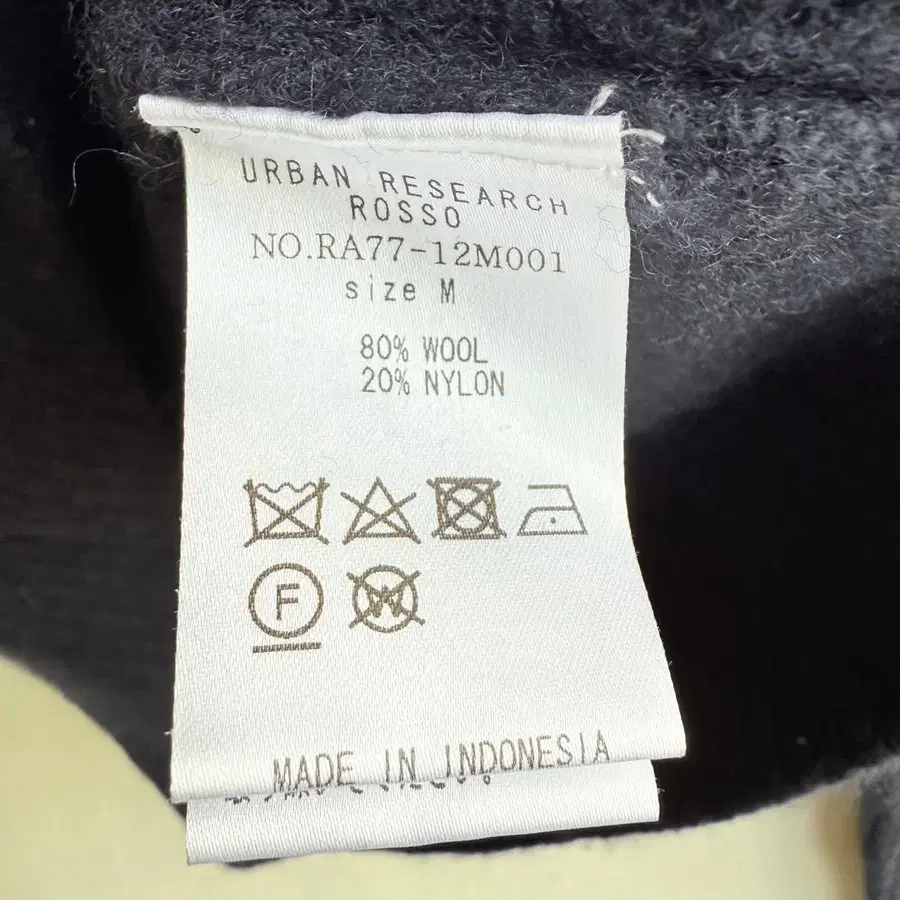 URBAN RESEARCH
ROSSO
NO.RA77-12M001
size M
80% WOOL
20% NYLON
F
W
MADE IN INDONESIA